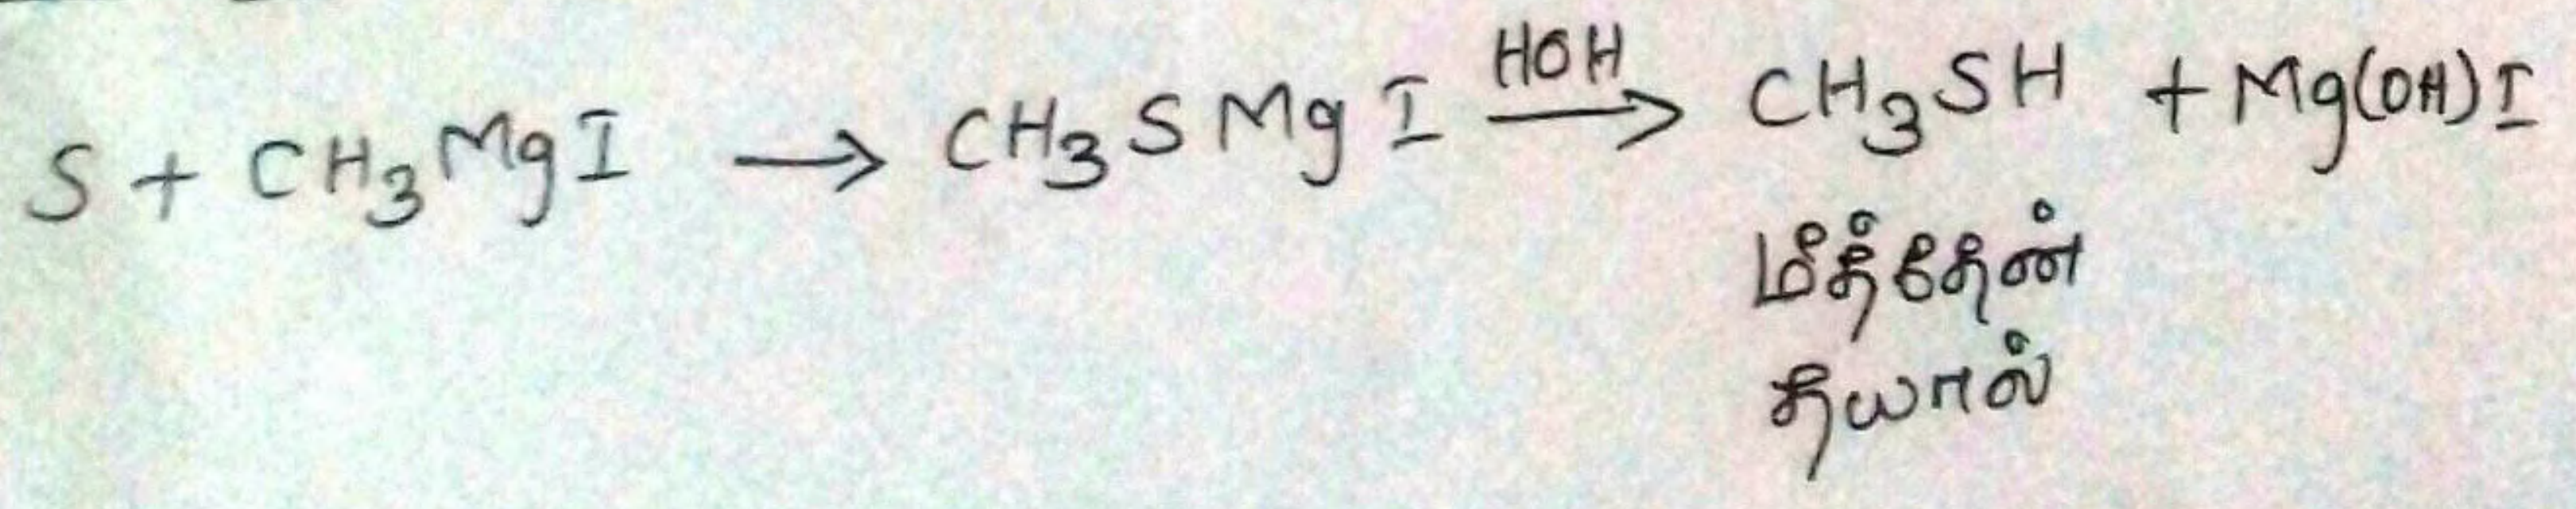 S + CH₃MgI → CH₃SMgI HOH → CH₃SH + Mg(OH)I
மீத்தேன்
தயால்